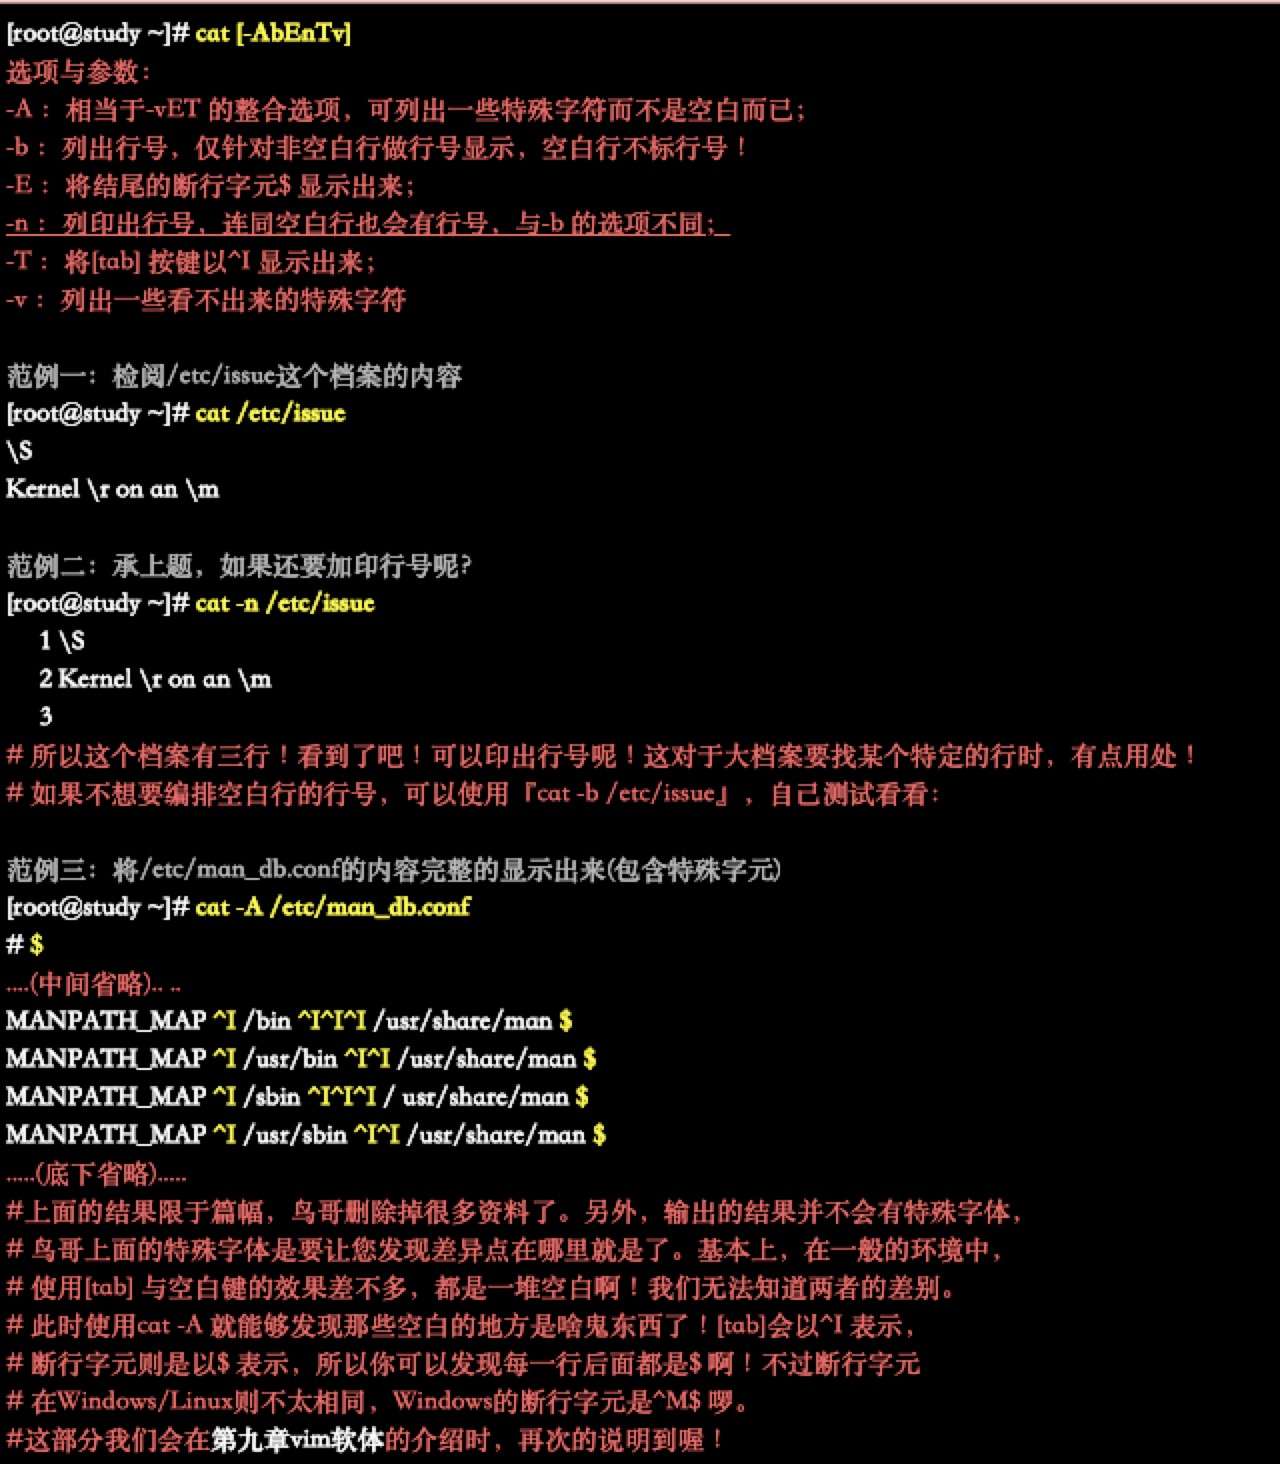 [root@study ~]# cat [-AbEnTv]
选项与参数：
-A ：相当于-vET 的整合选项，可列出一些特殊字符而不是空白而已；
-b ：列出行号，仅针对非空白行做行号显示，空白行不标行号！
-E ：将结尾的断行字元$ 显示出来；
-n ：列印出行号，连同空白行也会有行号，与-b 的选项不同；
-T ：将[tab] 按键以^I 显示出来；
-v ：列出一些看不出来的特殊字符
范例一：检阅/etc/issue这个档案的内容
[root@study ~]# cat /etc/issue
\S
Kernel \r on an \m
范例二：承上题，如果还要加印行号呢?
[root@study ~]# cat -n /etc/issue
1 \S
2 Kernel \r on an \m
3
# 所以这个档案有三行！看到了吧！可以印出行号呢！这对于大档案要找某个特定的行时，有点用处！
# 如果不想要编排空白行的行号，可以使用『cat -b /etc/issue』，自己测试看看：
范例三：将/etc/man_db.conf的内容完整的显示出来(包含特殊字元)
[root@study ~]# cat -A /etc/man_db.conf
# $
....(中间省略).. ..
MANPATH_MAP ^I /bin ^I^I^I /usr/share/man $
MANPATH_MAP ^I /usr/bin ^I^I /usr/share/man $
MANPATH_MAP ^I /sbin ^I^I^I / usr/share/man $
MANPATH_MAP ^I /usr/sbin ^I^I /usr/share/man $
.....(底下省略).....
#上面的结果限于篇幅，鸟哥删除掉很多资料了。另外，输出的结果并不会有特殊字体，
# 鸟哥上面的特殊字体是要让您发现差异点在哪里就是了。基本上，在一般的环境中，
# 使用[tab] 与空白键的效果差不多，都是一堆空白啊！我们无法知道两者的差别。
# 此时使用cat -A 就能够发现那些空白的地方是啥鬼东西了！[tab]会以^I 表示，
# 断行字元则是以$ 表示，所以你可以发现每一行后面都是$ 啊！不过断行字元
# 在Windows/Linux则不太相同，Windows的断行字元是^M$ 啰。
#这部分我们会在第九章vim软体的介绍时，再次的说明到喔！